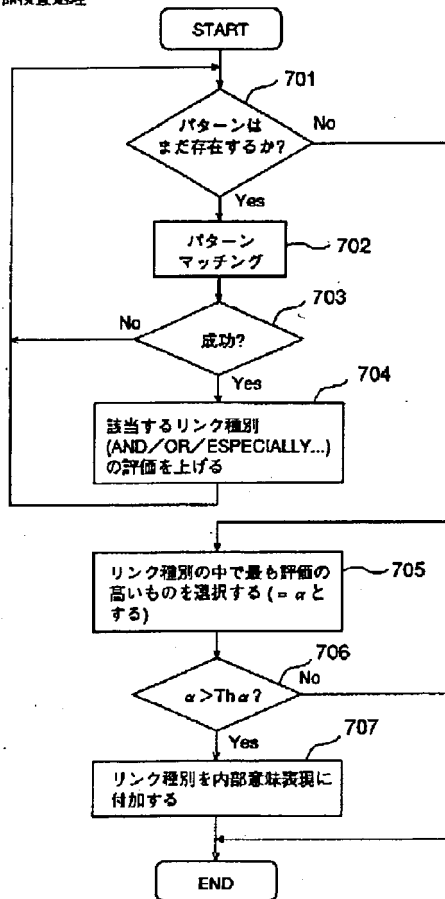 START
701
パターンは
まだ存在するか?
No
Yes
パターン
マッチング
702
703
No
成功?
Yes
704
該当するリンク種別
(AND/OR/ESPECIALLY...)
の評価を上げる
リンク種別の中で最も評価の
高いものを選択する (= αと
する)
705
706
α>Thα?
No
Yes
707
リンク種別を内部意味表現に
付加する
END